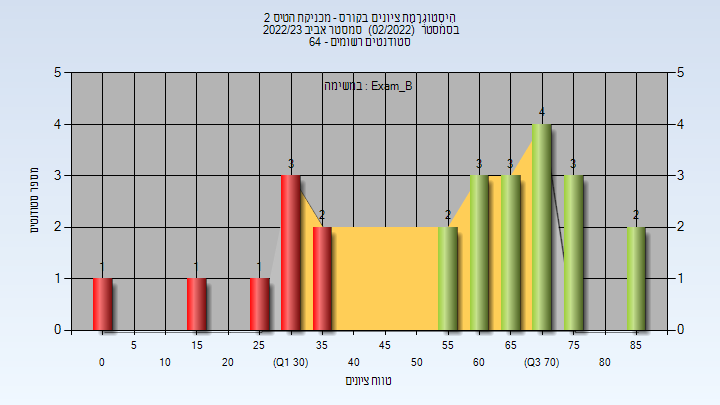 היסטוגרמת ציונים בקורס - מכניקת הטיס 2
בסמסטר (02/2022) סמסטר אביב 2022/23
סטודנטים רשומים - 64
במשימה : Exam_B
מספר סטודנטים
5 5
4 4
3 3
2 2
1 1
0 0
1 1 1 3 2 2 3 3 4 3 2
5 15 25 35 55 65 75 85
0 10 20 (Q1 30) 40 50 60 (Q3 70) 80
טווח ציונים